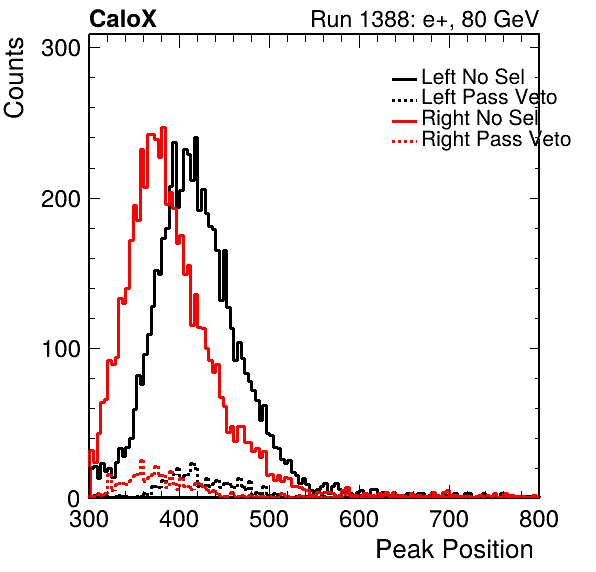 CaloX Run 1388: e+, 80 GeV
Counts
300
200
100
0
Left No Sel
Left Pass Veto
Right No Sel
Right Pass Veto
300 400 500 600 700 800
Peak Position